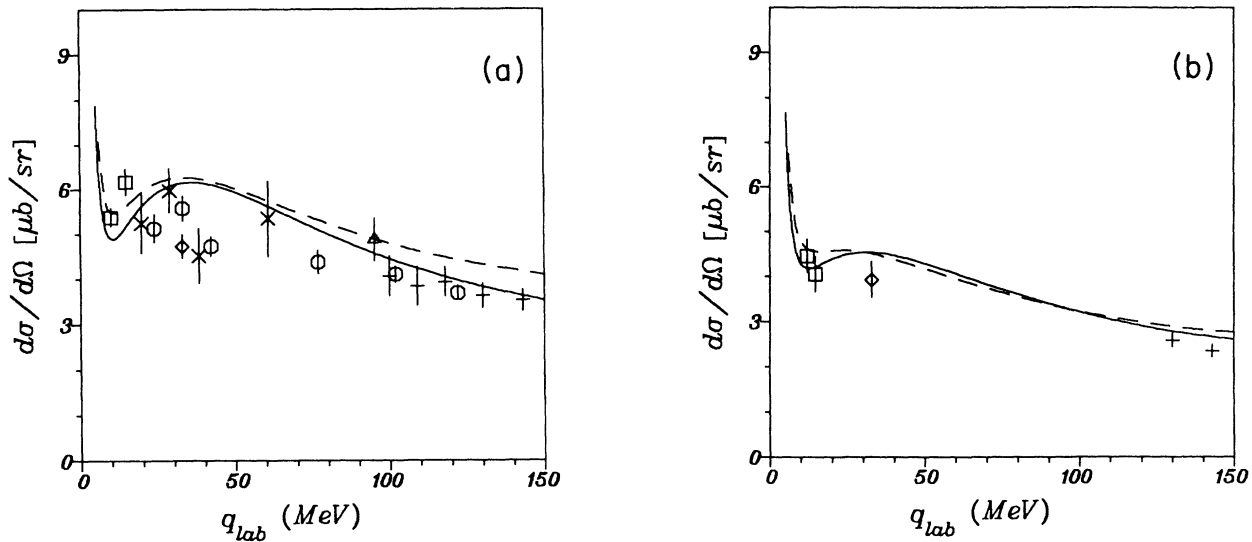 (a)
9
6
3
0
dσ/dΩ [μb/sr]
0 50 100 150
q_lab (MeV)
(b)
9
6
3
0
dσ/dΩ [μb/sr]
0 50 100 150
q_lab (MeV)